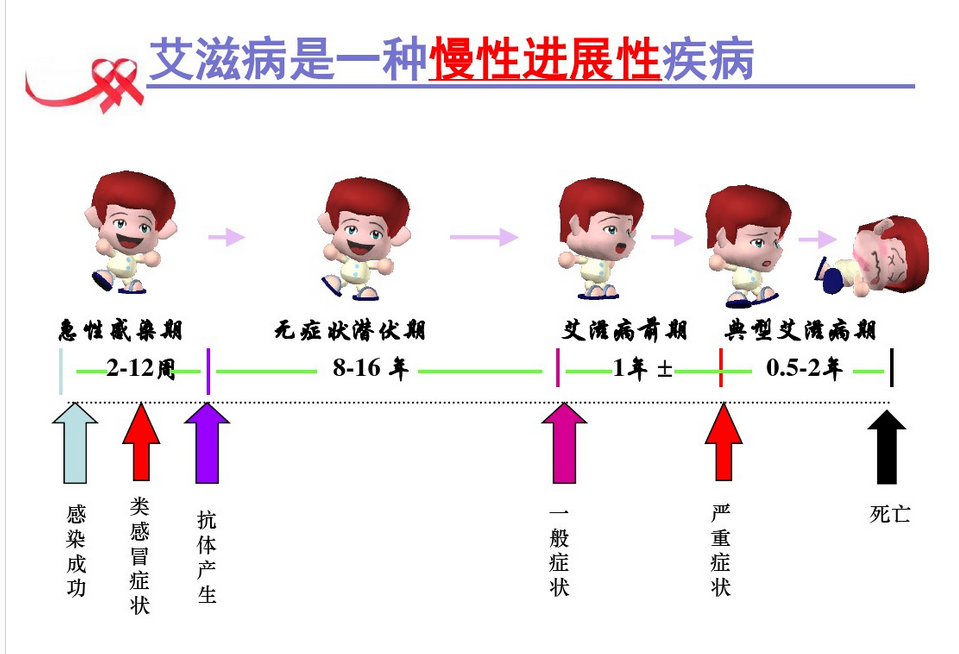 艾滋病是一种慢性进展性疾病
急性感染期
无症状潜伏期
艾滋病前期
典型艾滋病期
2-12周
8-16 年
1年 ±
0.5-2年
感染成功
类感冒症状
抗体产生
一般症状
严重症状
死亡